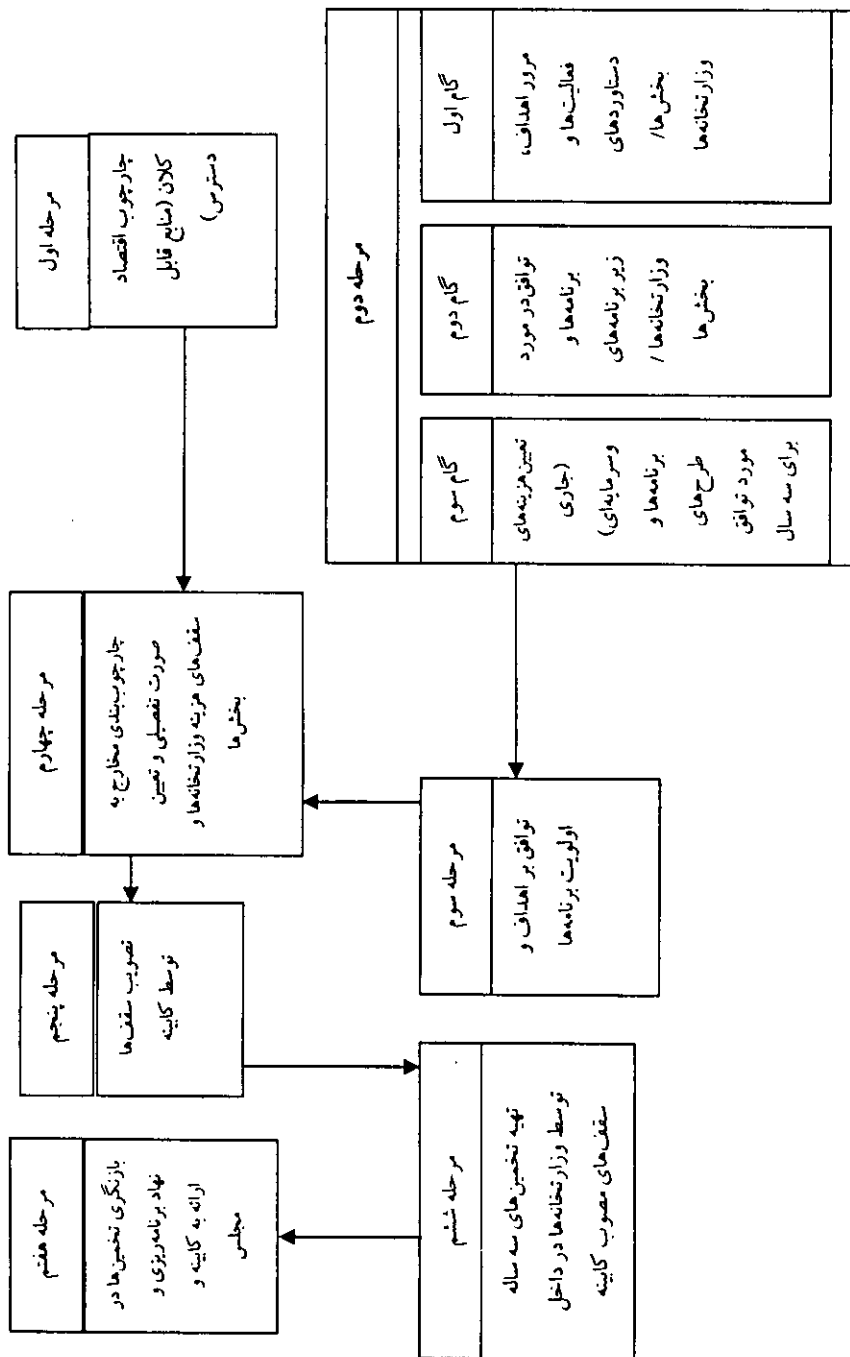 مرحله اول
چارچوب اقتصاد
کلان (منابع قابل
دسترس)
مرحله دوم
گام اول
مرور اهداف،
فعالیت‌ها و
دستاوردهای
بخش‌ها/
وزارتخانه‌ها
گام دوم
توافق در مورد
برنامه‌ها و
زیر برنامه‌های
وزارتخانه‌ها/
بخش‌ها
گام سوم
تعیین هزینه‌های
(جاری
وسرمایه‌ای)
برنامه‌ها و
طرح‌های
مورد توافق
برای سه سال
مرحله سوم
توافق بر اهداف و
اولویت برنامه‌ها
مرحله چهارم
چارچوب‌بندی مخارج به
صورت تفصیلی و تعیین
سقف‌های هزینه وزارتخانه‌ها و
بخش‌ها
مرحله پنجم
تصویب سقف‌ها
توسط کابینه
مرحله ششم
تهیه تخمین‌های سه ساله
توسط وزارتخانه‌ها در داخل
سقف‌های مصوب کابینه
مرحله هفتم
بازنگری تخمین‌ها در
نهاد برنامه‌ریزی و
ارائه به کابینه و
مجلس